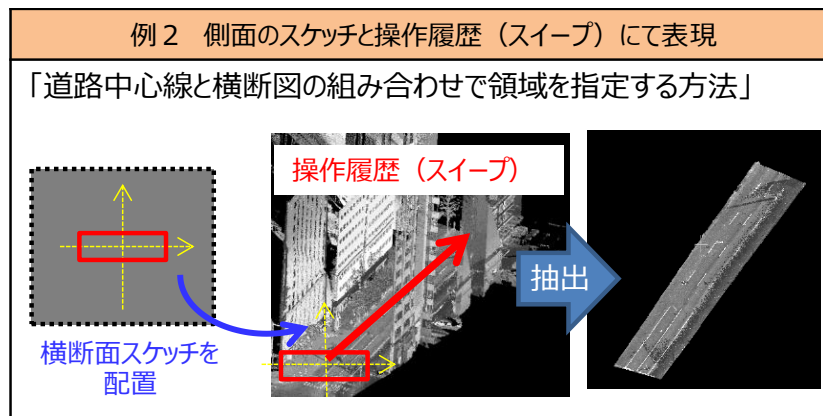 例２　側面のスケッチと操作履歴（スイープ）にて表現
「道路中心線と横断図の組み合わせで領域を指定する方法」
操作履歴（スイープ）
抽出
横断面スケッチを
配置